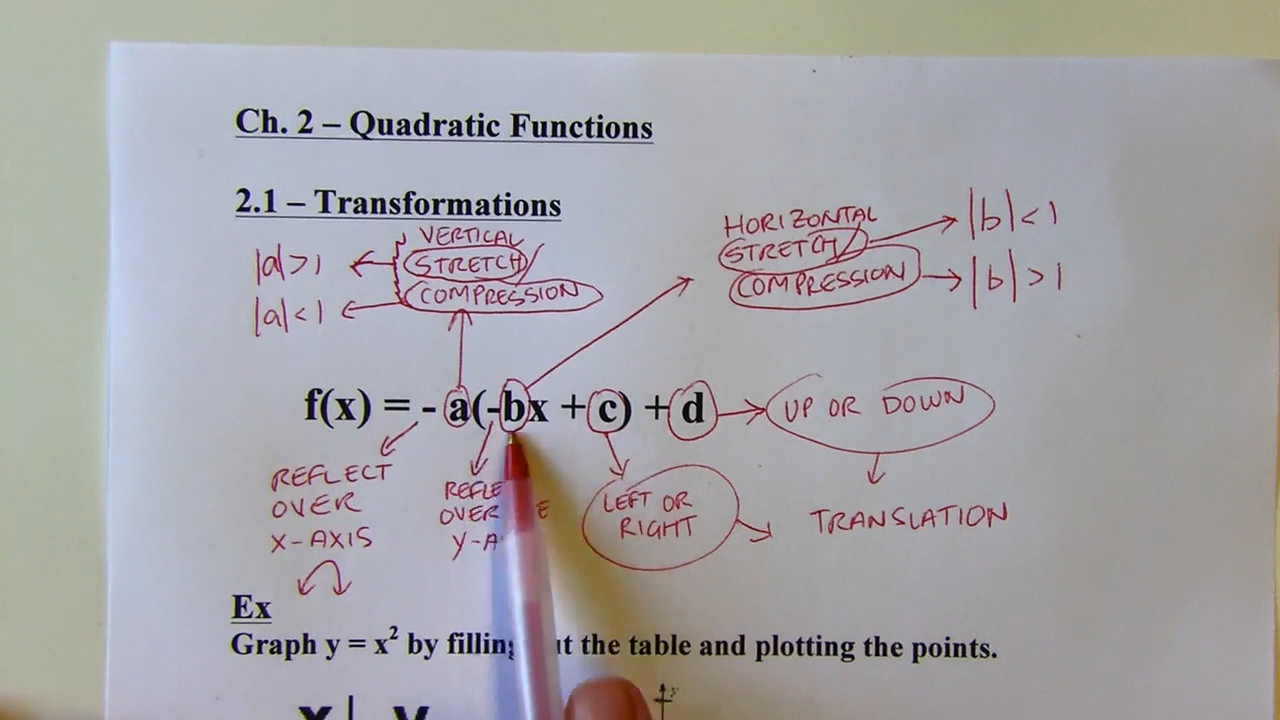 Ch. 2 – Quadratic Functions
2.1 – Transformations
VERTICAL
STRETCH/
COMPRESSION
|a|>1
|a|<1
HORIZONTAL
STRETCH/
COMPRESSION
|b|<1
|b|>1
f(x) = - a(-bx + c) + d
UP OR DOWN
REFLECT
OVER
X-AXIS
OVER
LEFT OR
RIGHT
TRANSLATION
Ex
Graph y = x² by the table and plotting the points.
x y
y